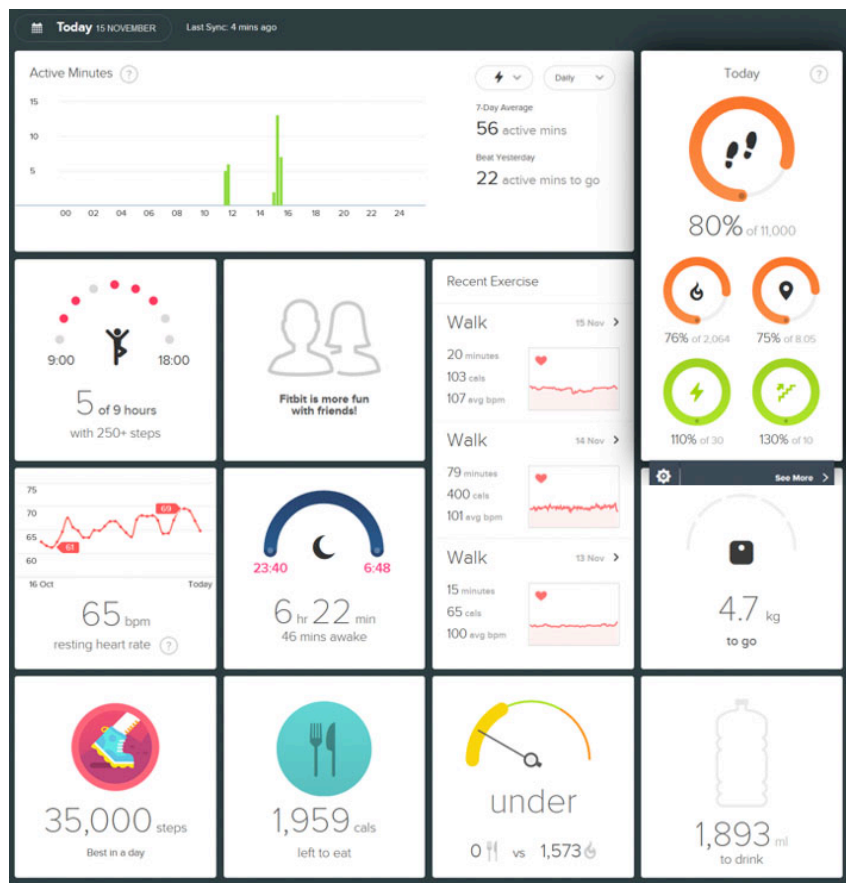 Today 15 NOVEMBER
Last Sync: 4 mins ago
Active Minutes ?
Daily
15
10
5
00 02 04 06 08 10 12 14 16 18 20 22 24
7-Day Average
56 active mins
Beat Yesterday
22 active mins to go
Today ?
80% of 11,000
76% of 2,064
75% of 8.05
110% of 30
130% of 10
See More
9:00 18:00
5 of 9 hours
with 250+ steps
Fitbit is more fun
with friends!
Recent Exercise
Walk 15 Nov
20 minutes
103 cals
107 avg bpm
Walk 14 Nov
79 minutes
400 cals
101 avg bpm
Walk 13 Nov
15 minutes
65 cals
100 avg bpm
75
70
65
60
69
61
16 Oct Today
65 bpm
resting heart rate ?
23:40 6:48
6 hr 22 min
46 mins awake
4.7 kg
to go
35,000 steps
Best in a day
1,959 cals
left to eat
under
0 vs 1,573
1,893 ml
to drink